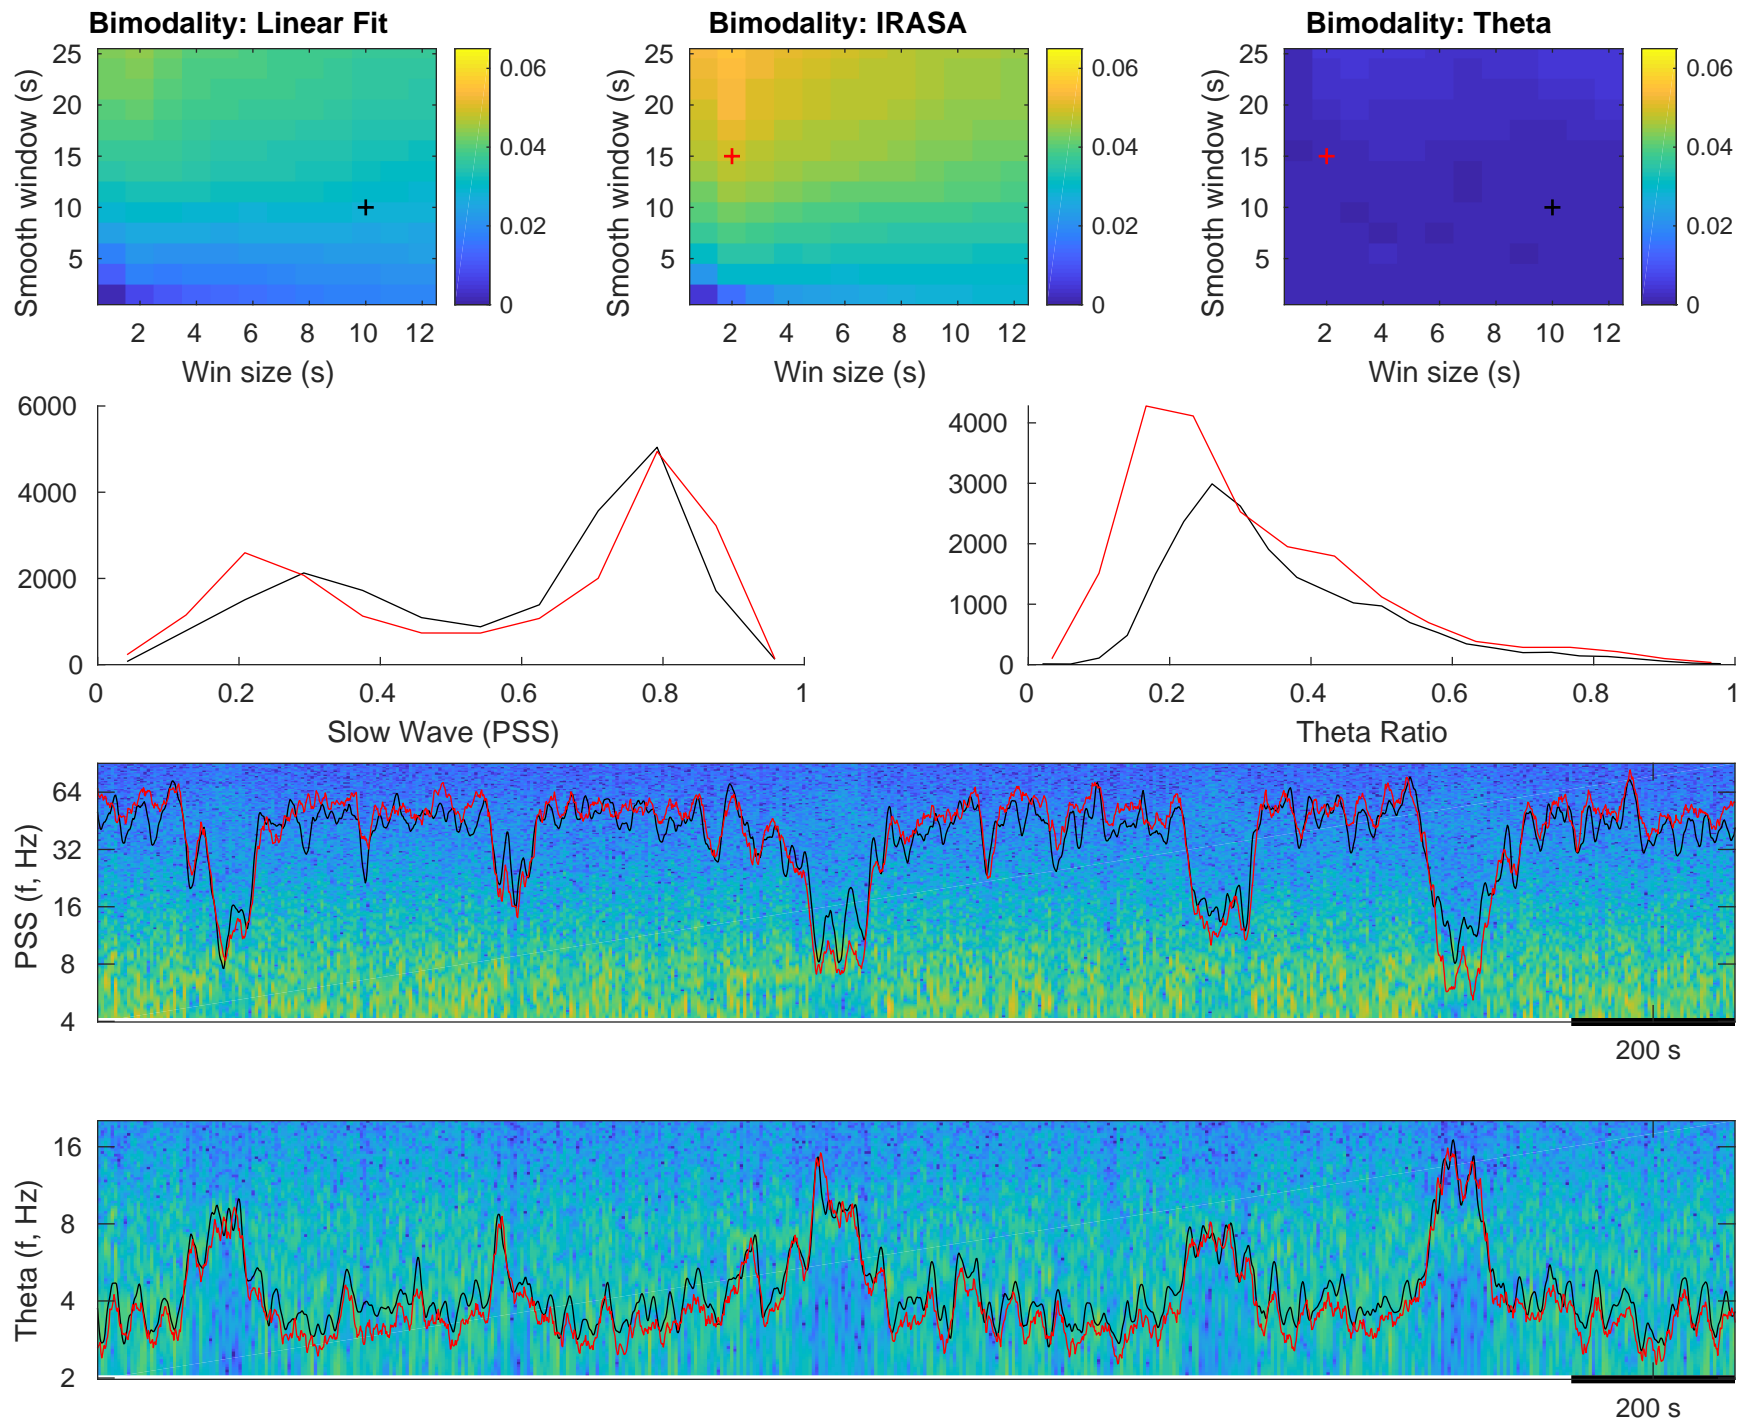 Bimodality: Linear Fit
Bimodality: IRASA
Bimodality: Theta
Smooth window (s)
25
20
15
10
5
2 4 6 8 10 12
Win size (s)
0.06
0.04
0.02
0
Smooth window (s)
25
20
15
10
5
2 4 6 8 10 12
Win size (s)
0.06
0.04
0.02
0
Smooth window (s)
25
20
15
10
5
2 4 6 8 10 12
Win size (s)
0.06
0.04
0.02
0
6000
4000
2000
0
0 0.2 0.4 0.6 0.8 1
Slow Wave (PSS)
4000
3000
2000
1000
0
0 0.2 0.4 0.6 0.8 1
Theta Ratio
PSS (f, Hz)
64
32
16
8
4
200 s
Theta (f, Hz)
16
8
4
2
200 s